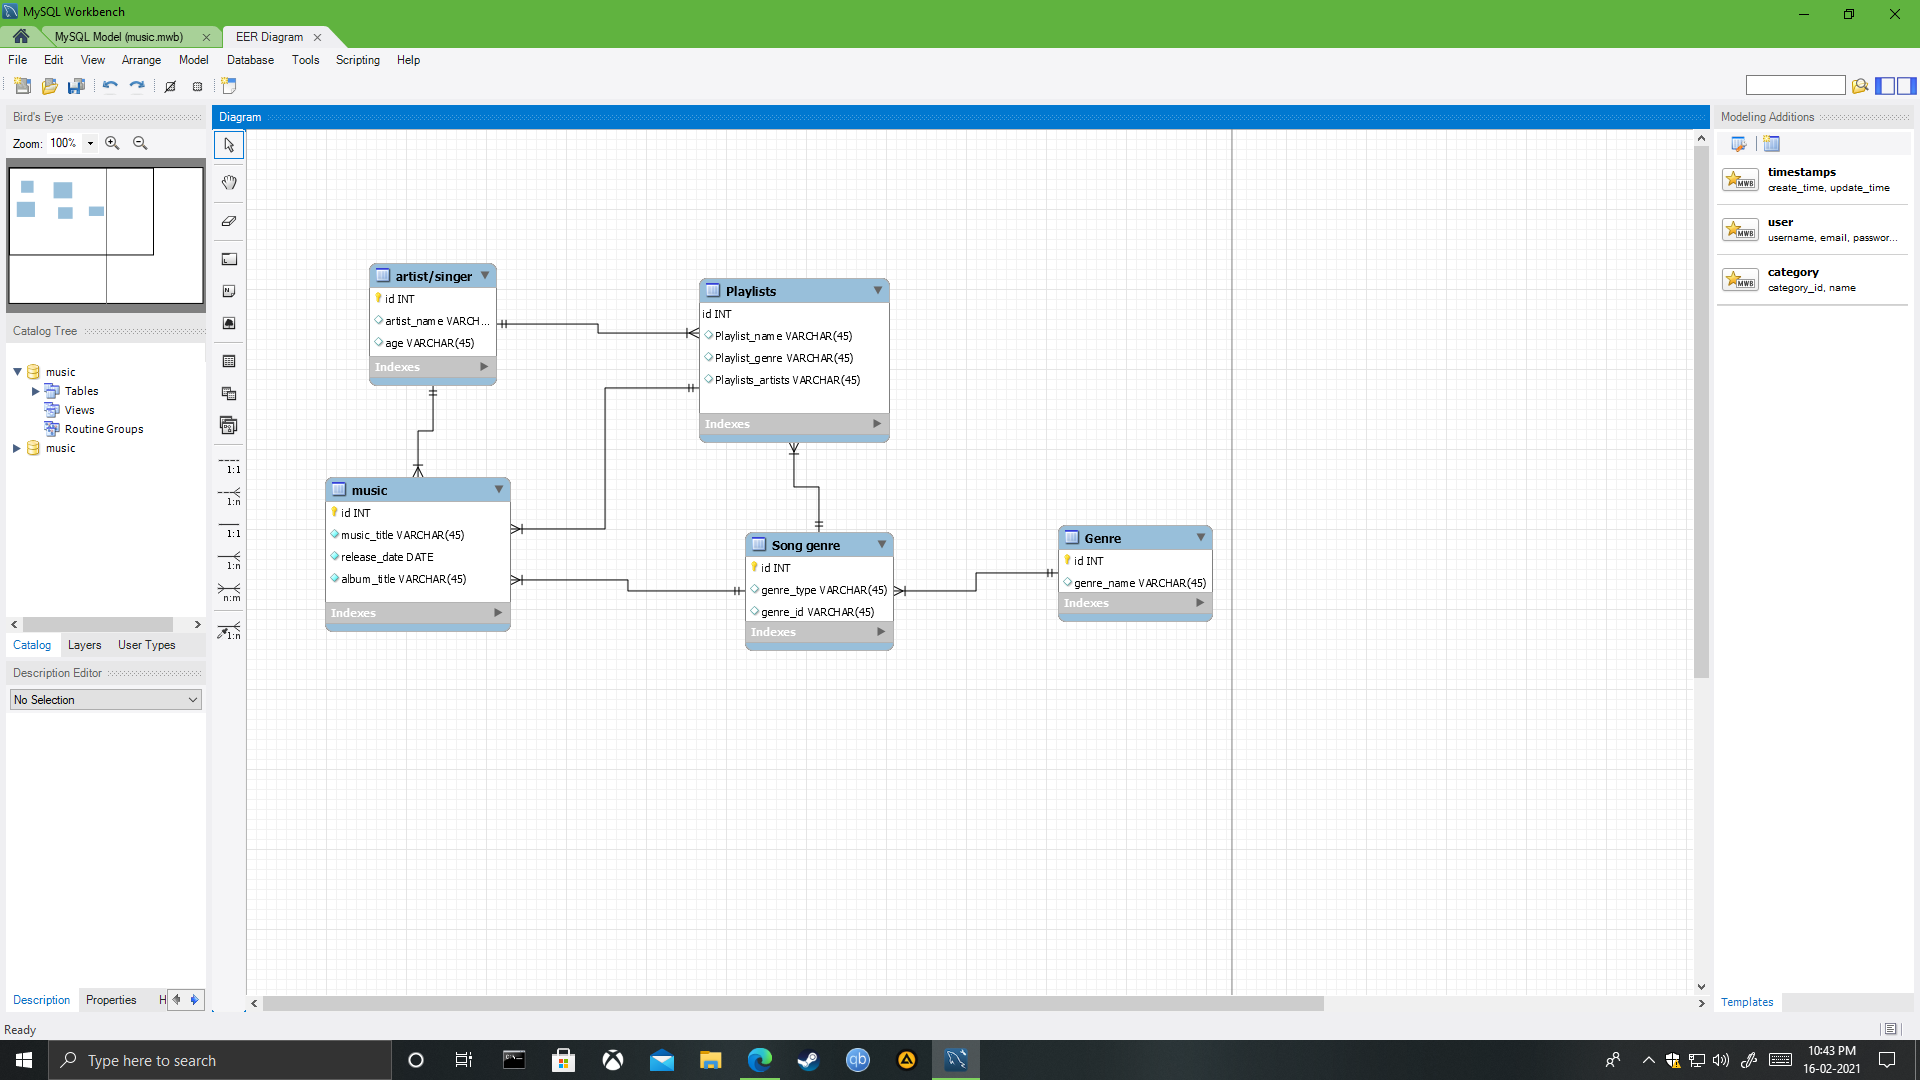 MySQL Workbench
MySQL Model (music.mwb)
EER Diagram
File Edit View Arrange Model Database Tools Scripting Help
Bird's Eye
Zoom: 100%
Catalog Tree
music
Tables
Views
Routine Groups
music
Catalog Layers User Types
Description Editor
No Selection
Description Properties H
Ready
Diagram
1:1
1:n
1:1
1:n
n:m
1:n
artist/singer
id INT
artist_name VARCH...
age VARCHAR(45)
Indexes
Playlists
id INT
Playlist_name VARCHAR(45)
Playlist_genre VARCHAR(45)
Playlists_artists VARCHAR(45)
Indexes
music
id INT
music_title VARCHAR(45)
release_date DATE
album_title VARCHAR(45)
Indexes
Song genre
id INT
genre_type VARCHAR(45)
genre_id VARCHAR(45)
Indexes
Genre
id INT
genre_name VARCHAR(45)
Indexes
Modeling Additions
MWB
timestamps
create_time, update_time
MWB
user
username, email, passwor...
MWB
category
category_id, name
Templates
Type here to search
qb
10:43 PM
16-02-2021